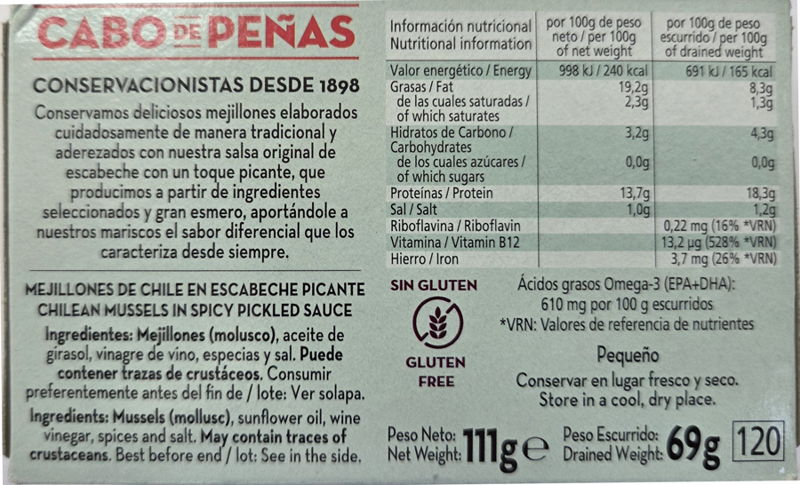 CABO DE PEÑAS
CONSERVACIONISTAS DESDE 1898
Conservamos deliciosos mejillones elaborados
cuidadosamente de manera tradicional y
aderezados con nuestra salsa original de
escabeche con un toque picante, que
producimos a partir de ingredientes
seleccionados y gran esmero, aportándole a
nuestros mariscos el sabor diferencial que los
caracteriza desde siempre.
MEJILLONES DE CHILE EN ESCABECHE PICANTE
CHILEAN MUSSELS IN SPICY PICKLED SAUCE
Ingredientes: Mejillones (molusco), aceite de
girasol, vinagre de vino, especias y sal. Puede
contener trazas de crustáceos. Consumir
preferentemente antes del fin de / lote: Ver solapa.
Ingredients: Mussels (mollusc), sunflower oil, wine
vinegar, spices and salt. May contain traces of
crustaceans. Best before end / lot: See in the side.
Información nutricional
Nutritional information
por 100g de peso
neto / per 100g
of net weight
por 100g de peso
escurrido / per 100g
of drained weight
Valor energético / Energy 998 kJ / 240 kcal 691 kJ / 165 kcal
Grasas / Fat 19,2g 8,3g
de las cuales saturadas / 2,3g 1,3g
of which saturates
Hidratos de Carbono / 3,2g 4,3g
Carbohydrates
de los cuales azúcares / 0,0g 0,0g
of which sugars
Proteínas / Protein 13,7g 18,3g
Sal / Salt 1,0g 1,2g
Riboflavina / Riboflavin 0,22 mg (16% *VRN)
Vitamina / Vitamin B12 13,2 µg (528% *VRN)
Hierro / Iron 3,7 mg (26% *VRN)
SIN GLUTEN
GLUTEN
FREE
Ácidos grasos Omega-3 (EPA+DHA):
610 mg por 100 g escurridos
*VRN: Valores de referencia de nutrientes
Pequeño
Conservar en lugar fresco y seco.
Store in a cool, dry place.
Peso Neto:
Net Weight: 111g e
Peso Escurrido:
Drained Weight: 69g
120